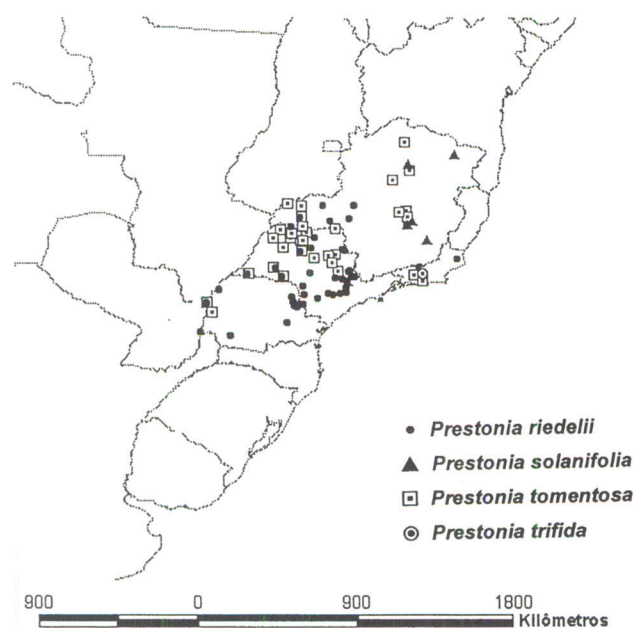 Prestonia riedelii
Prestonia solanifolia
Prestonia tomentosa
Prestonia trifida
900 0 900 1800
Kilômetros